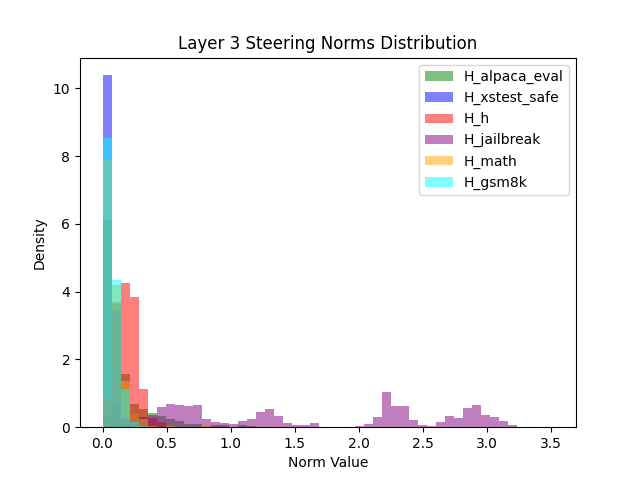 Layer 3 Steering Norms Distribution
H_alpaca_eval
H_xstest_safe
H_h
H_jailbreak
H_math
H_gsm8k
Density
10
8
6
4
2
0
0.0 0.5 1.0 1.5 2.0 2.5 3.0 3.5
Norm Value